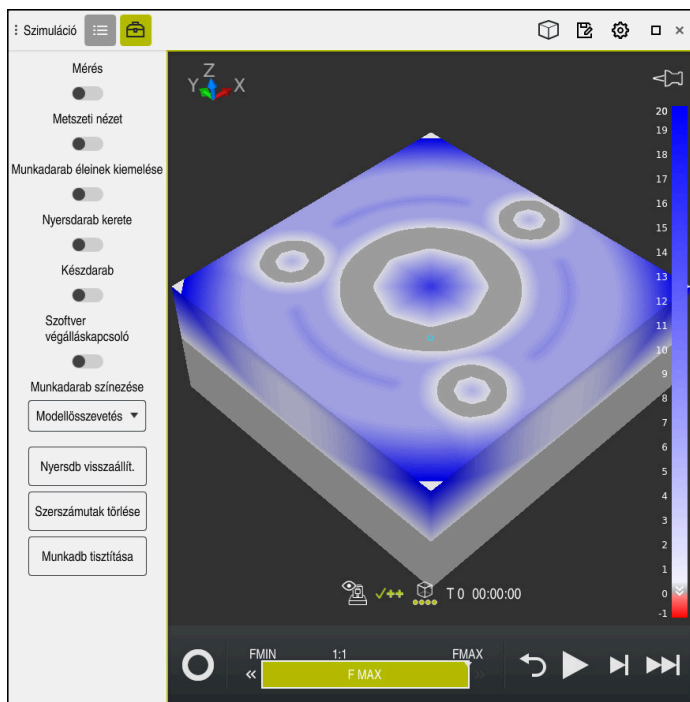 Szimuláció
Mérés
Metszeti nézet
Munkadarab éleinek kiemelése
Nyersdarab kerete
Készdarab
Szoftver
végálláskapcsoló
Munkadarab színezése
Modellösszevetés
Nyersdb visszaállít.
Szerszámutak törlése
Munkadb tisztítása
Z
Y X
20
19
18
17
16
15
14
13
12
11
10
9
8
7
6
5
4
3
2
1
0
-1
T 0 00:00:00
FMIN 1:1 FMAX
F MAX